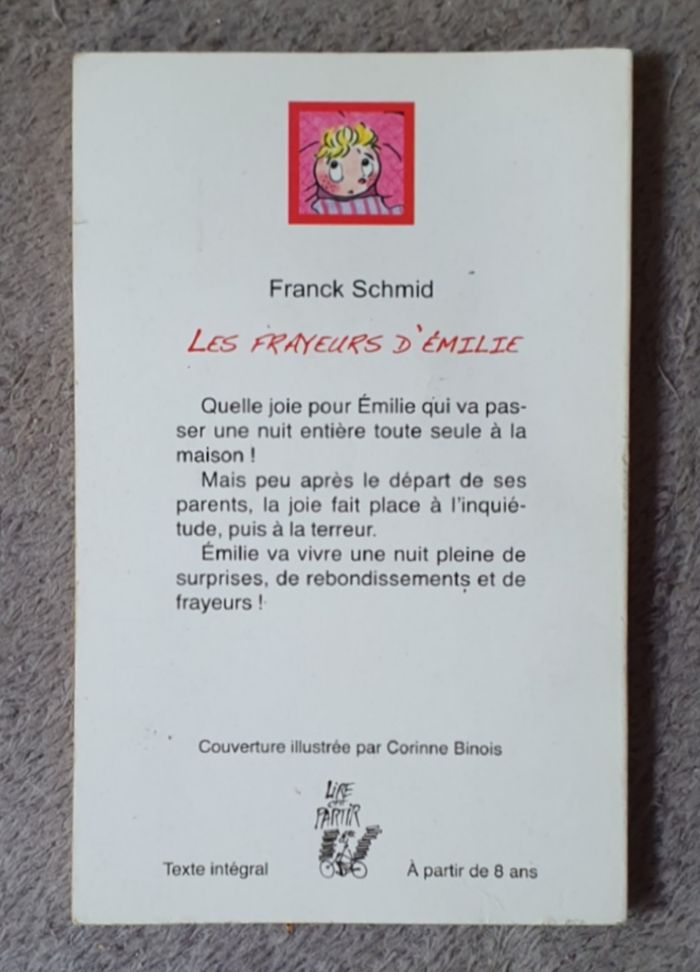 Franck Schmid
LES FRAYEURS D'ÉMILIE
Quelle joie pour Émilie qui va pas-
ser une nuit entière toute seule à la
maison !
Mais peu après le départ de ses
parents, la joie fait place à l'inquié-
tude, puis à la terreur.
Émilie va vivre une nuit pleine de
surprises, de rebondissements et de
frayeurs !
Couverture illustrée par Corinne Binois
LIRE
C'EST
PARTIR
Texte intégral
À partir de 8 ans